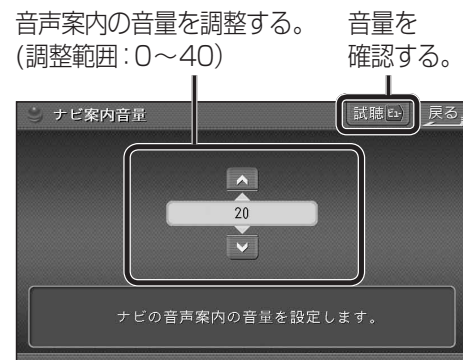 音声案内の音量を調整する。
(調整範囲：0～40)
音量を
確認する。
ナビ案内音量
試聴
戻る
20
ナビの音声案内の音量を設定します。